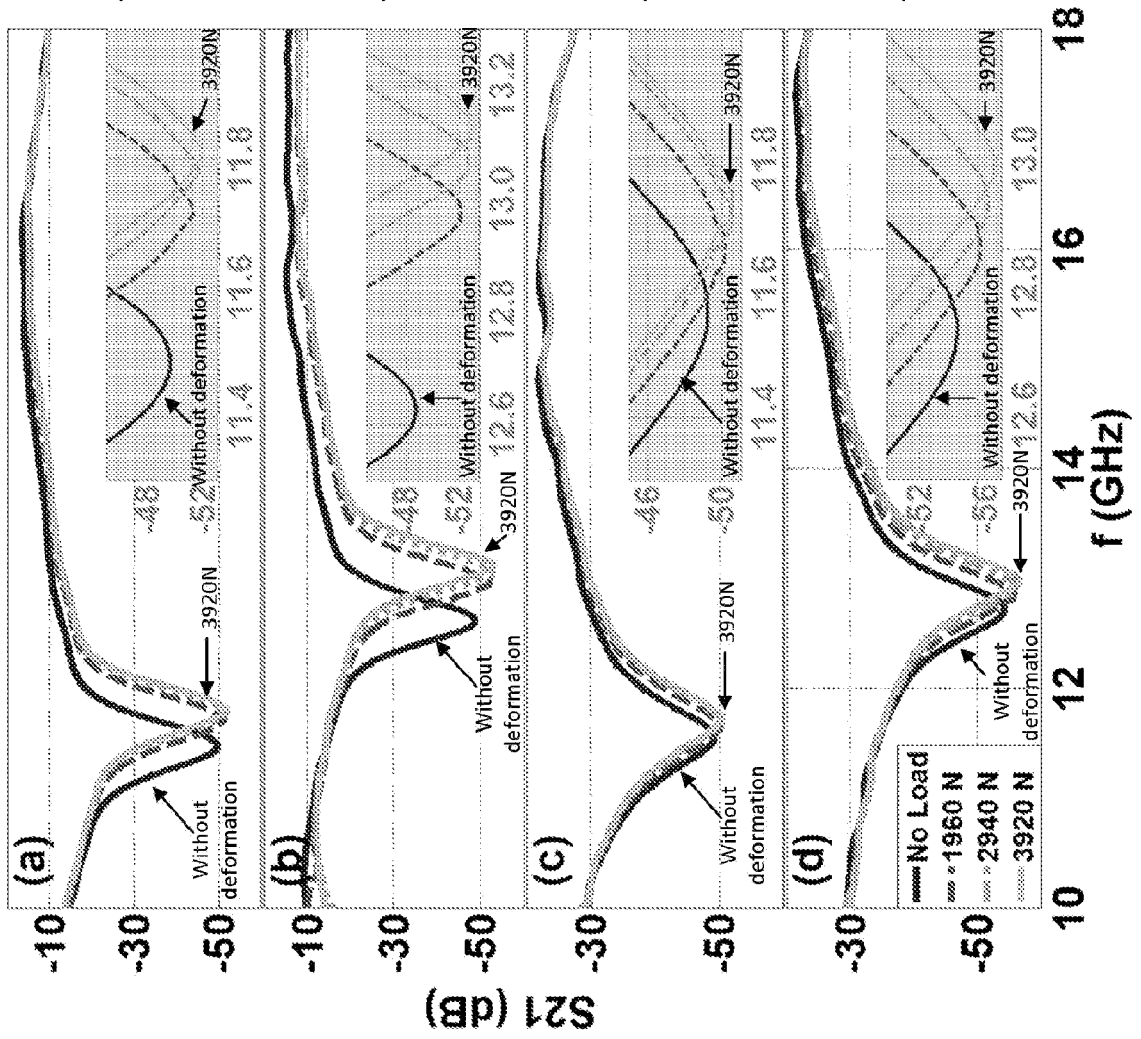 S21 (dB)
(a)
-10
-30
-50
Without
deformation
3920N
-48
-52
Without deformation
3920N
11.4
11.6
11.8
(b)
-10
-30
-50
Without
deformation
3920N
-48
-52
Without deformation
3920N
12.6
12.8
13.0
13.2
(c)
-30
-50
Without
deformation
3920N
-46
-50
Without deformation
3920N
11.4
11.6
11.8
(d)
-30
-50
Without
deformation
3920N
-52
-56
Without deformation
3920N
12.6
12.8
13.0
No Load
1960 N
2940 N
3920 N
10
12
14
16
18
f (GHz)